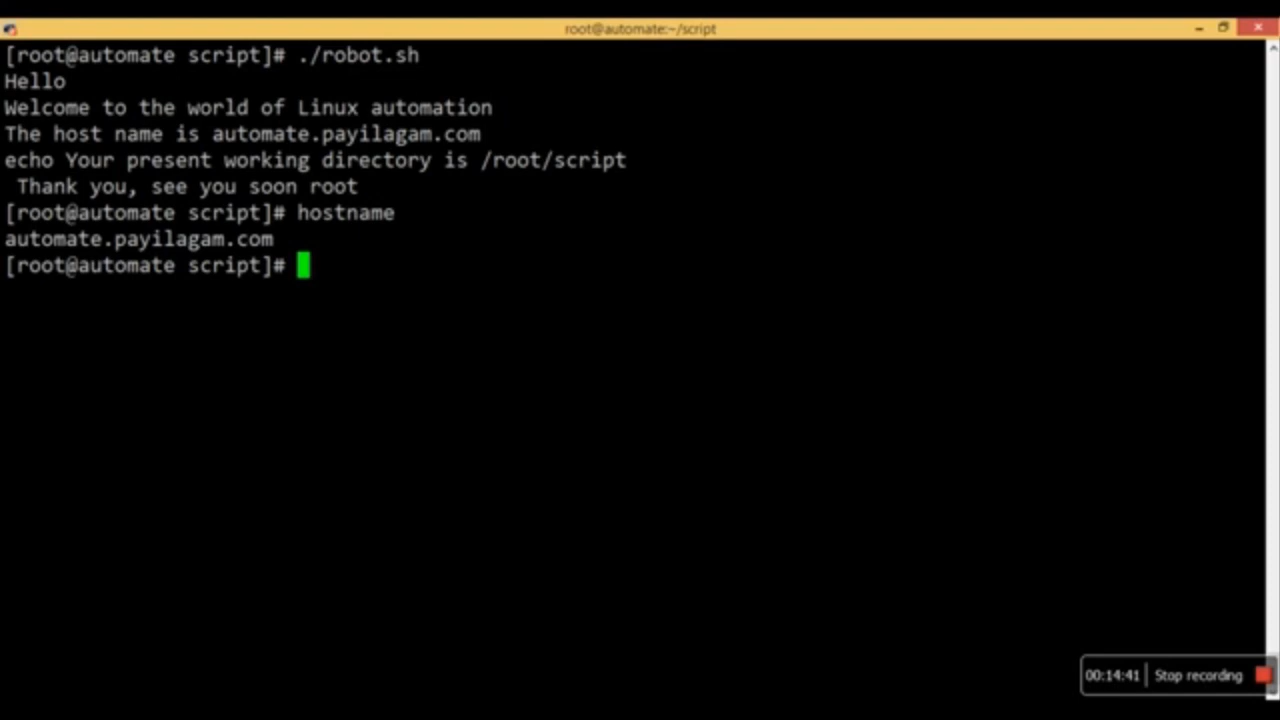 root@automate:~/script
[root@automate script]# ./robot.sh
Hello
Welcome to the world of Linux automation
The host name is automate.payilagam.com
echo Your present working directory is /root/script
 Thank you, see you soon root
[root@automate script]# hostname
automate.payilagam.com
[root@automate script]#
00:14:41 Stop recording